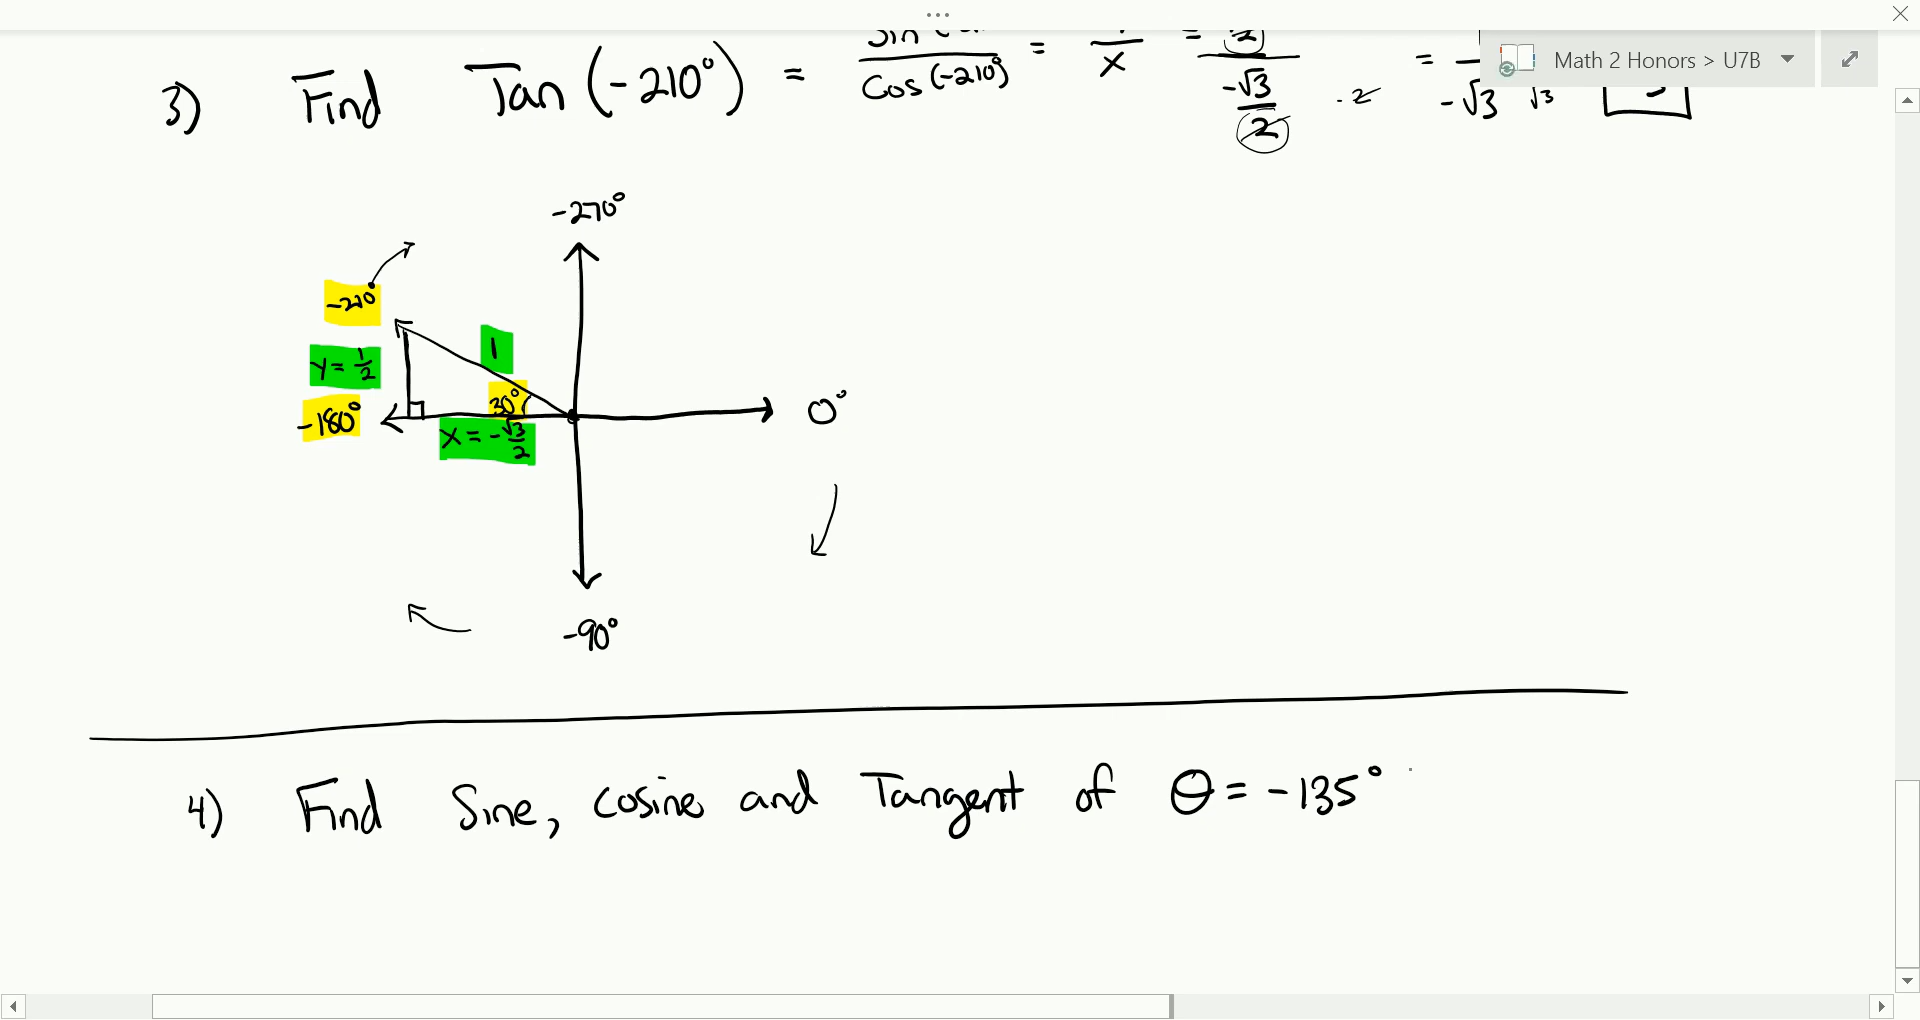 3) Find Tan (-210°) = Cos (-210°) = x = -√3 2 . 2 = -√3 √3
Math 2 Honors > U7B
-270°
-210°
1
y = 1/2
30°
-180°
0°
x = -√3/2
-90°
4) Find Sine, cosine and Tangent of θ = -135°